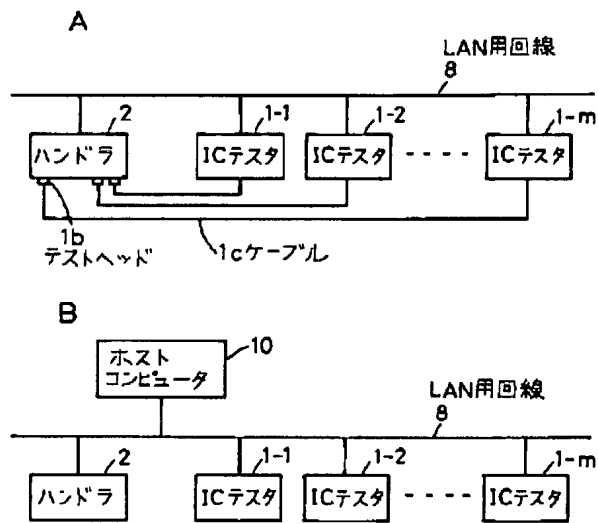 A
LAN用回線
8
2
1-1
1-2
1-m
ハンドラ
ICテスタ
ICテスタ
ICテスタ
1b
テストヘッド
1cケーブル
B
ホスト
コンピュータ
10
LAN用回線
8
2
1-1
1-2
1-m
ハンドラ
ICテスタ
ICテスタ
ICテスタ